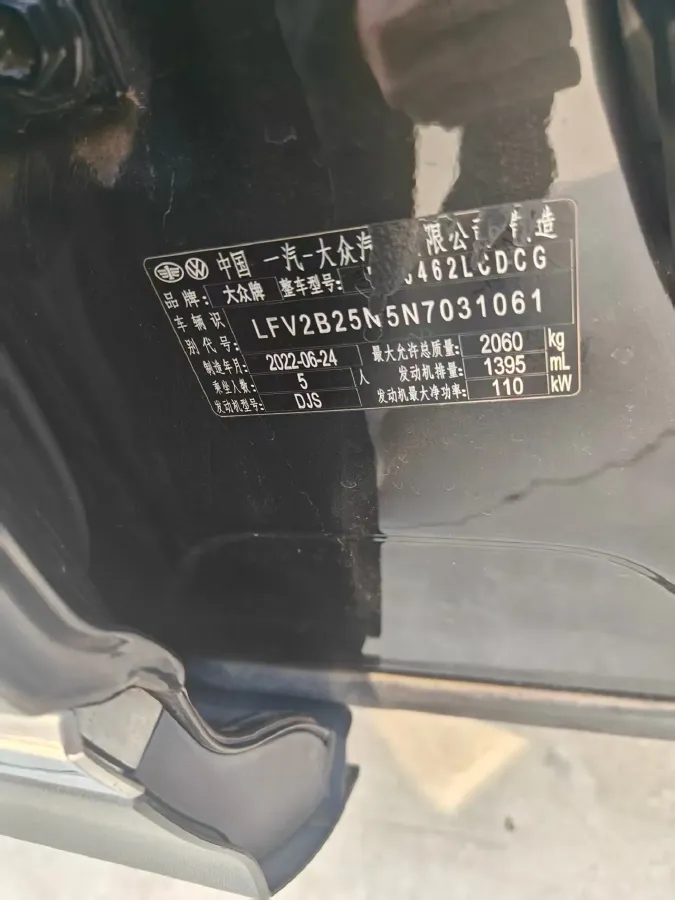 中国 一汽-大众汽 限公司 制造
品牌: 大众牌 整车型号: 6462LCDCG
车辆识别代号: LFV2B25N5N7031061
制造年月: 2022-06-24 最大允许总质量: 2060 kg
乘坐人数: 5 人 发动机排量: 1395 mL
发动机型号: DJS 发动机最大净功率: 110 kW